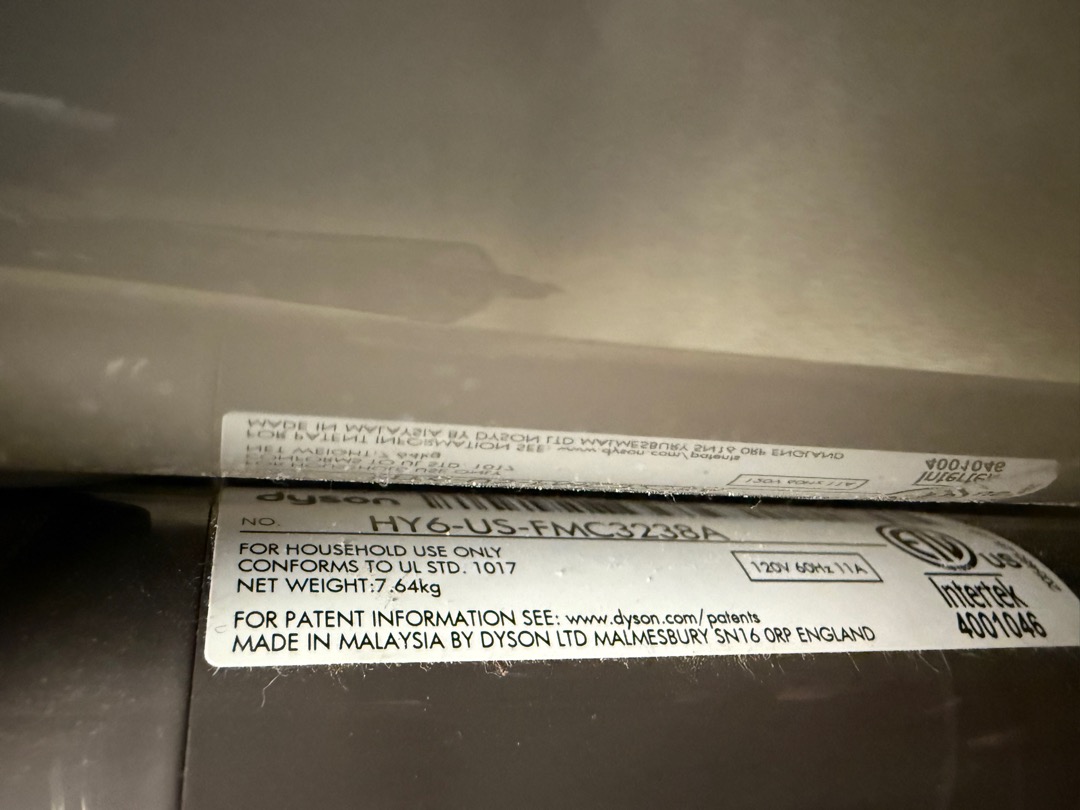 dyson
NO. HY6-US-FMC3238A
FOR HOUSEHOLD USE ONLY
CONFORMS TO UL STD. 1017
NET WEIGHT:7.64kg
120V 60Hz 11A
FOR PATENT INFORMATION SEE: www.dyson.com/patents
MADE IN MALAYSIA BY DYSON LTD MALMESBURY SN16 0RP ENGLAND
US
Intertek
4001046